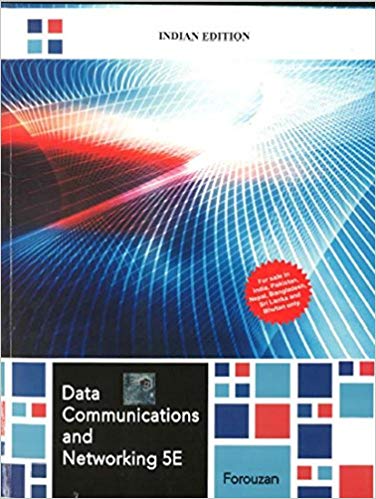 INDIAN EDITION
For sale in
India, Pakistan,
Nepal, Bangladesh,
Sri Lanka and
Bhutan only.
Data
Communications
and
Networking 5E
Forouzan